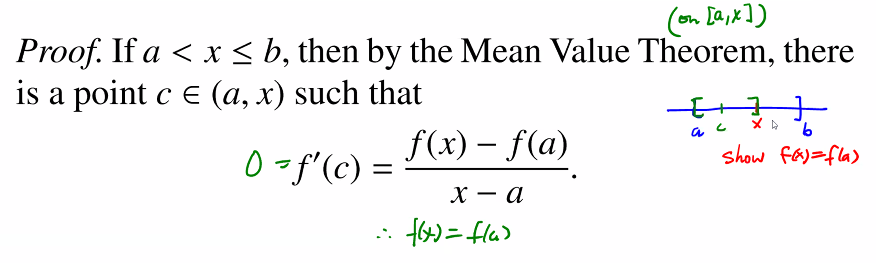 (on [a,x])
Proof. If a < x ≤ b, then by the Mean Value Theorem, there
is a point c ∈ (a, x) such that
a c x b
show f(x)=f(a)
0 = f′(c) = f(x) − f(a) / x − a .
∴ f(x) = f(a)